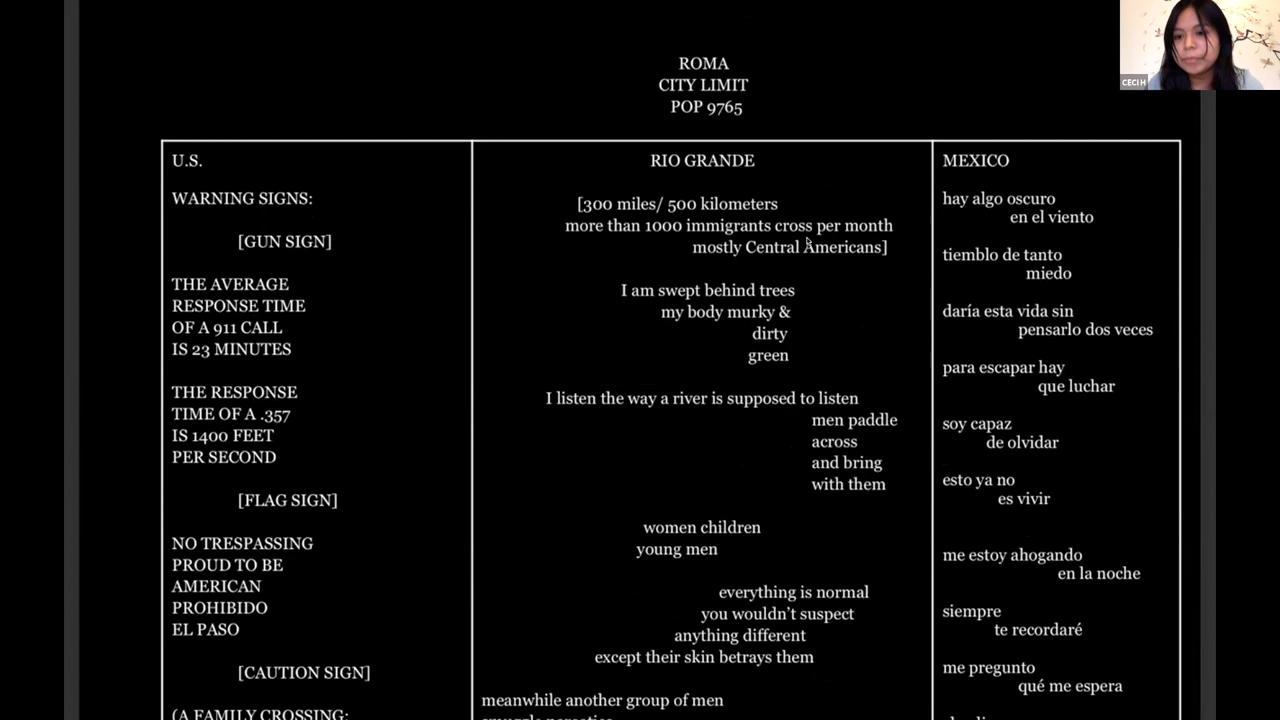 ROMA
CITY LIMIT
POP 9765
CECI H
U.S.
WARNING SIGNS:
[GUN SIGN]
THE AVERAGE
RESPONSE TIME
OF A 911 CALL
IS 23 MINUTES
THE RESPONSE
TIME OF A .357
IS 1400 FEET
PER SECOND
[FLAG SIGN]
NO TRESPASSING
PROUD TO BE
AMERICAN
PROHIBIDO
EL PASO
[CAUTION SIGN]
(A FAMILY CROSSING:
RIO GRANDE
[300 miles/ 500 kilometers
more than 1000 immigrants cross per month
mostly Central Americans]
I am swept behind trees
my body murky &
dirty
green
I listen the way a river is supposed to listen
men paddle
across
and bring
with them
women children
young men
everything is normal
you wouldn't suspect
anything different
except their skin betrays them
meanwhile another group of men
MEXICO
hay algo oscuro
en el viento
tiemblo de tanto
miedo
daría esta vida sin
pensarlo dos veces
para escapar hay
que luchar
soy capaz
de olvidar
esto ya no
es vivir
me estoy ahogando
en la noche
siempre
te recordaré
me pregunto
qué me espera